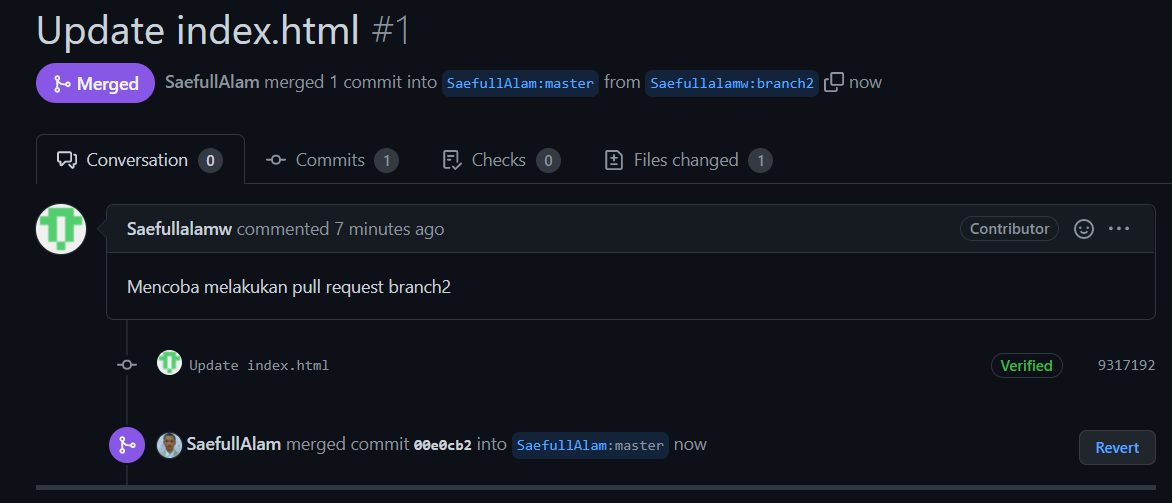 Update index.html #1
Merged SaefullAlam merged 1 commit into SaefullAlam:master from Saefullalamw:branch2 now
Conversation 0 Commits 1 Checks 0 Files changed 1
Saefullalamw commented 7 minutes ago Contributor ...
Mencoba melakukan pull request branch2
Update index.html Verified 9317192
SaefullAlam merged commit 00e0cb2 into SaefullAlam:master now Revert